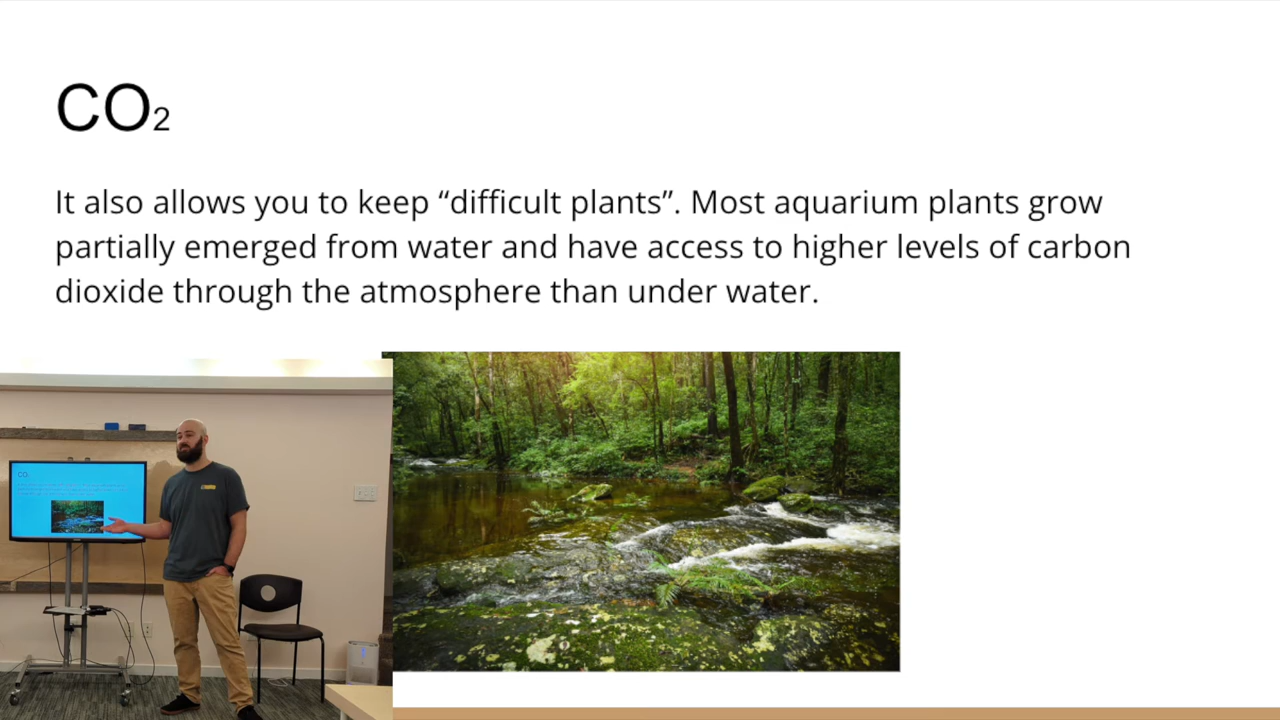 CO₂
It also allows you to keep “difficult plants”. Most aquarium plants grow
partially emerged from water and have access to higher levels of carbon
dioxide through the atmosphere than under water.